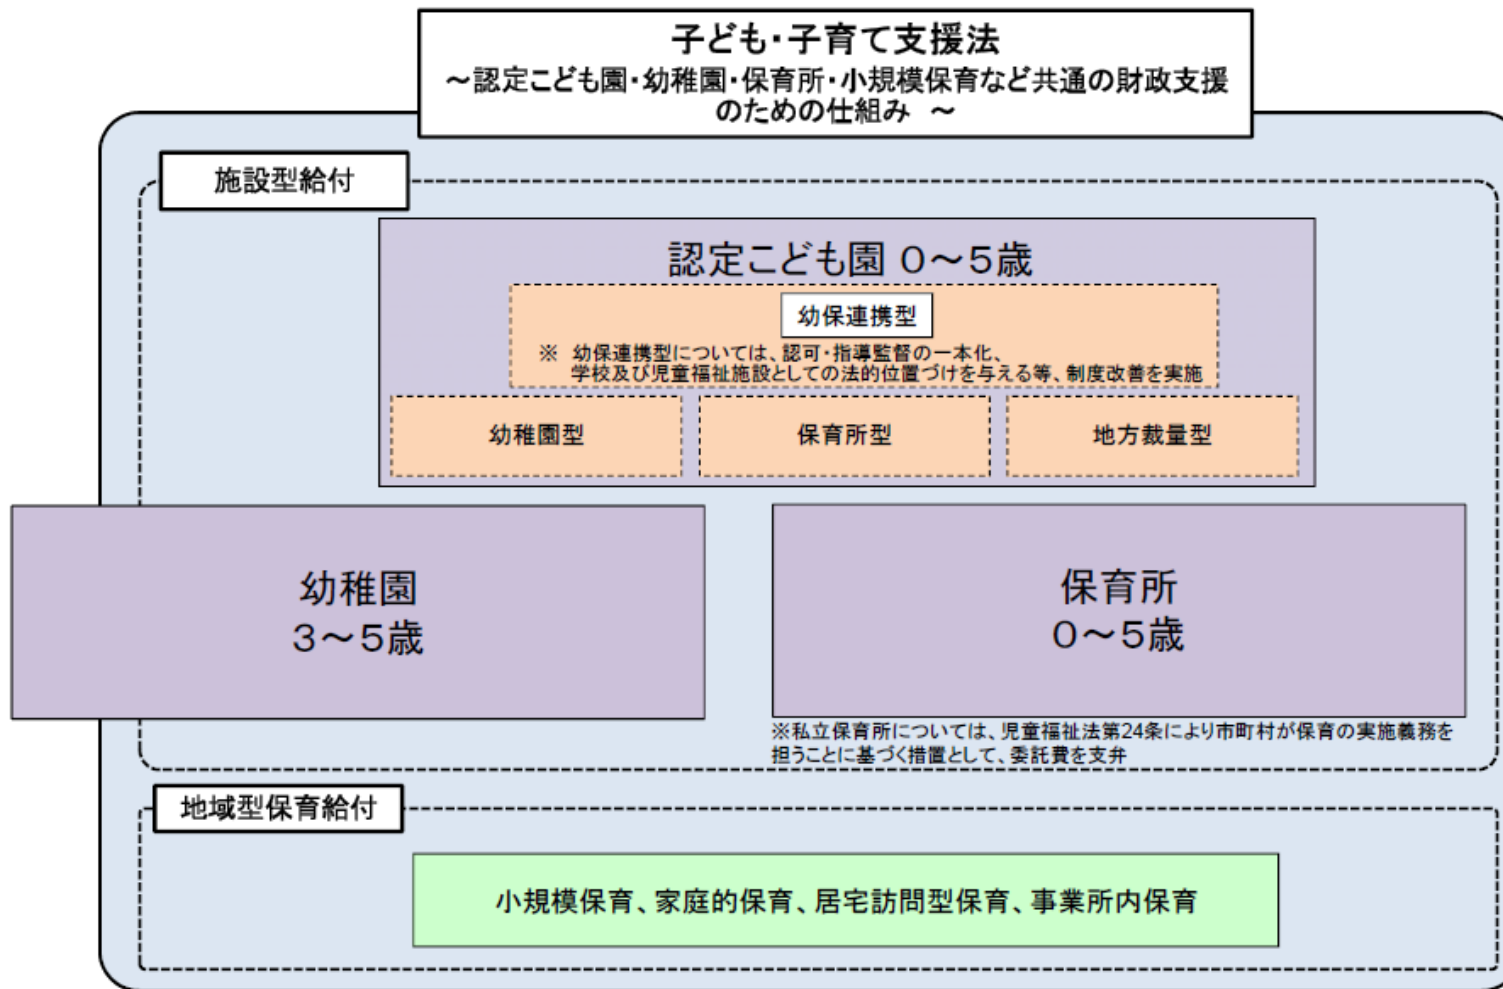 子ども・子育て支援法
～認定こども園・幼稚園・保育所・小規模保育など共通の財政支援
のための仕組み ～
施設型給付
認定こども園 ０～５歳
幼保連携型
※ 幼保連携型については、認可・指導監督の一本化、
学校及び児童福祉施設としての法的位置づけを与える等、制度改善を実施
幼稚園型
保育所型
地方裁量型
幼稚園
３～５歳
保育所
０～５歳
※私立保育所については、児童福祉法第24条により市町村が保育の実施義務を
担うことに基づく措置として、委託費を支弁
地域型保育給付
小規模保育、家庭的保育、居宅訪問型保育、事業所内保育